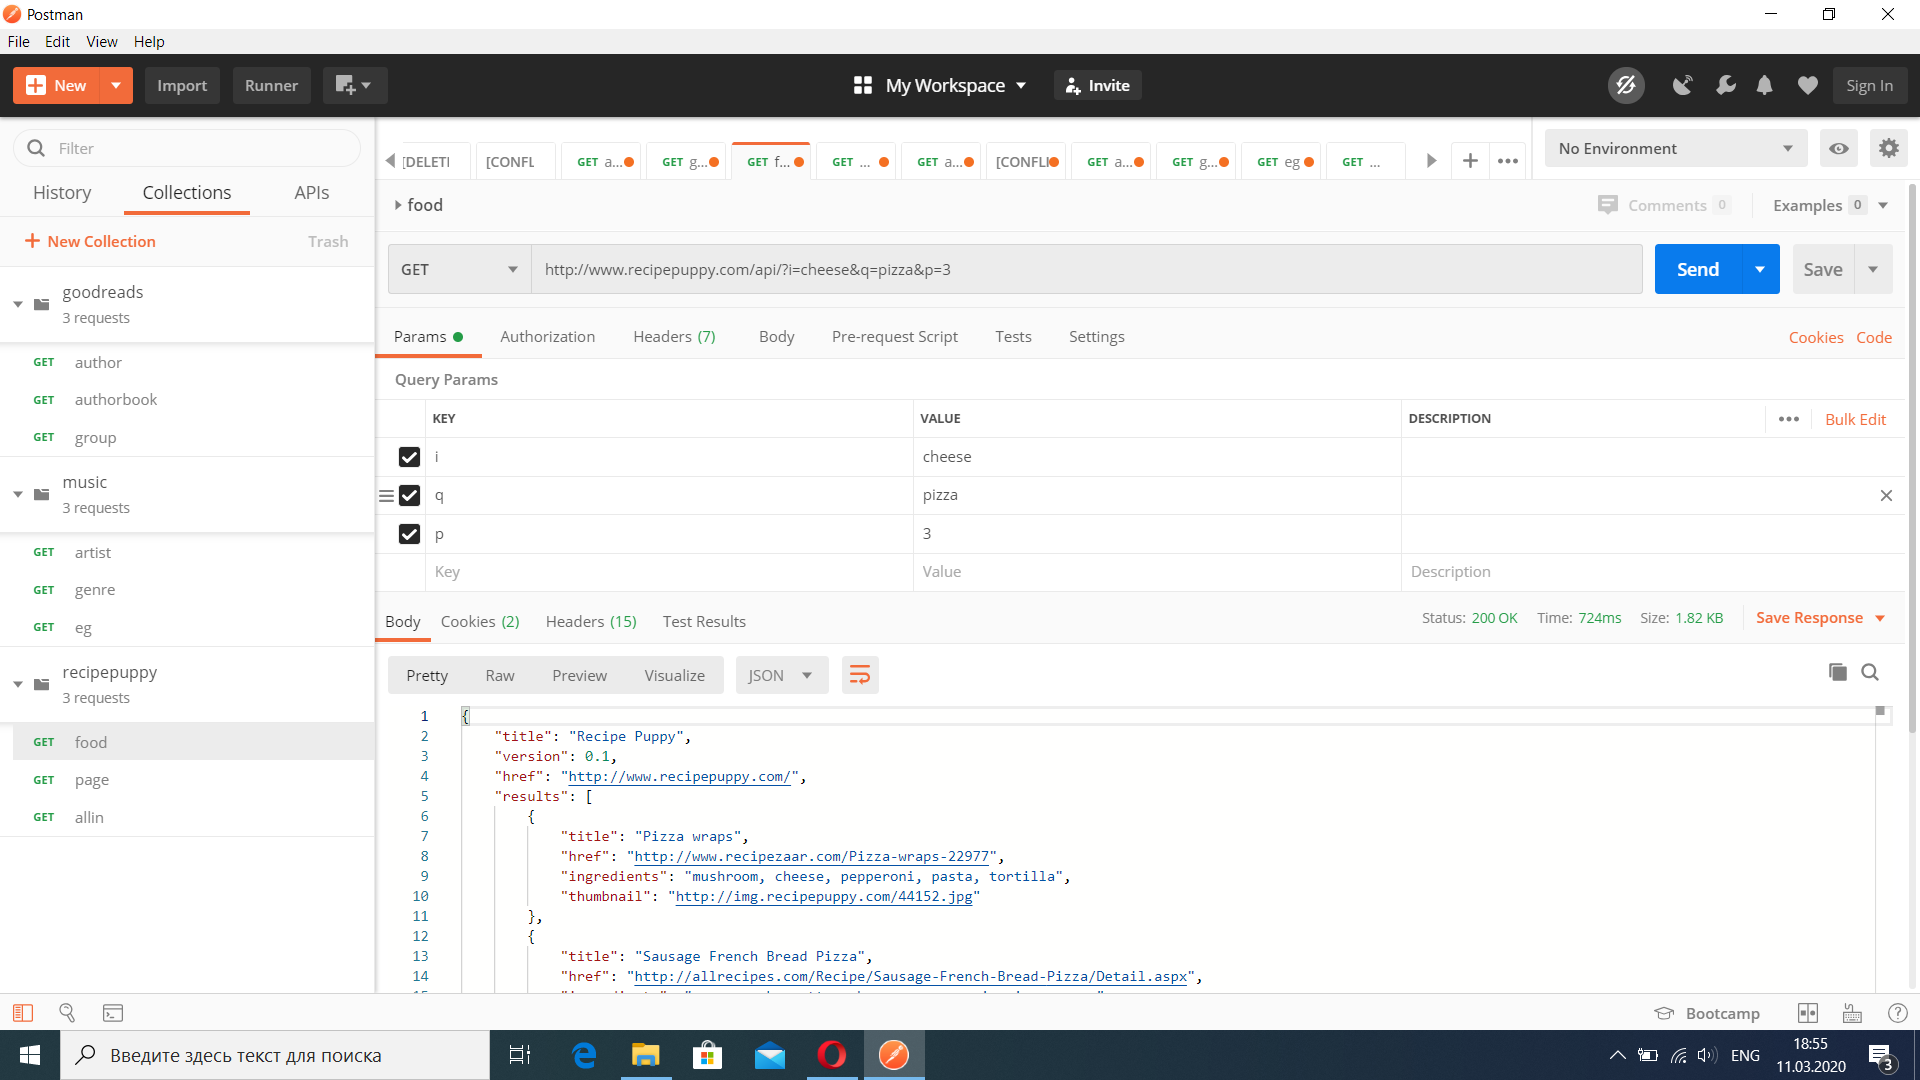 Postman
File Edit View Help
New Import Runner My Workspace Invite Sign In
Filter
History Collections APIs
New Collection Trash
goodreads
3 requests
GET author
GET authorbook
GET group
music
3 requests
GET artist
GET genre
GET eg
recipepuppy
3 requests
GET food
GET page
GET allin
[DELETI [CONFL GET a... GET g... GET f... GET ... GET a... [CONFLI GET a... GET g... GET eg GET ...
No Environment
food
Comments 0 Examples 0
GET http://www.recipepuppy.com/api/?i=cheese&q=pizza&p=3 Send Save
Params Authorization Headers (7) Body Pre-request Script Tests Settings Cookies Code
Query Params
KEY VALUE DESCRIPTION Bulk Edit
i cheese
q pizza
p 3
Key Value Description
Body Cookies (2) Headers (15) Test Results Status: 200 OK Time: 724ms Size: 1.82 KB Save Response
Pretty Raw Preview Visualize JSON
1 {
2 "title": "Recipe Puppy",
3 "version": 0.1,
4 "href": "http://www.recipepuppy.com/",
5 "results": [
6 {
7 "title": "Pizza wraps",
8 "href": "http://www.recipezaar.com/Pizza-wraps-22977",
9 "ingredients": "mushroom, cheese, pepperoni, pasta, tortilla",
10 "thumbnail": "http://img.recipepuppy.com/44152.jpg"
11 },
12 {
13 "title": "Sausage French Bread Pizza",
14 "href": "http://allrecipes.com/Recipe/Sausage-French-Bread-Pizza/Detail.aspx",
Bootcamp
Введите здесь текст для поиска
ENG
18:55
11.03.2020
3